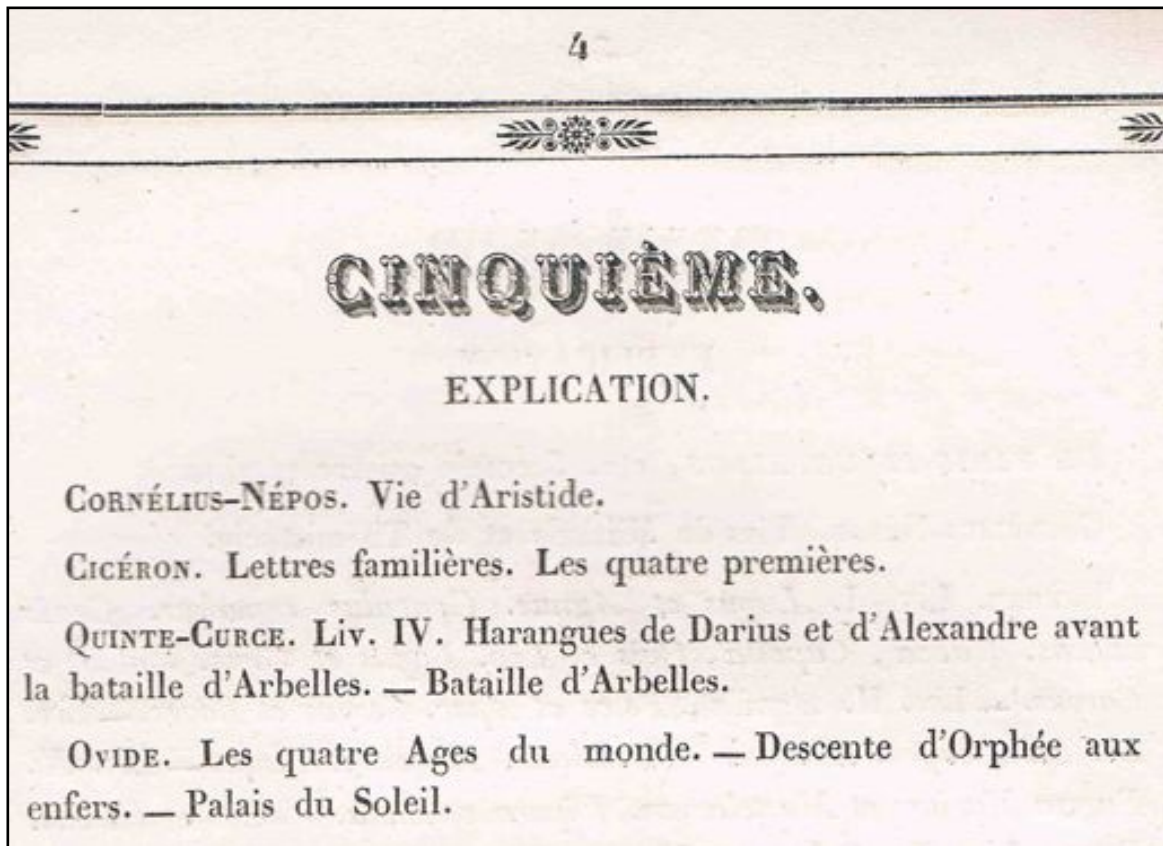 4
CINQUIÈME.
EXPLICATION.
CORNÉLIUS-NÉPOS. Vie d'Aristide.
CICÉRON. Lettres familières. Les quatre premières.
QUINTE-CURCE. Liv. IV. Harangues de Darius et d'Alexandre avant
la bataille d'Arbelles. — Bataille d'Arbelles.
OVIDE. Les quatre Ages du monde. — Descente d'Orphée aux
enfers. — Palais du Soleil.